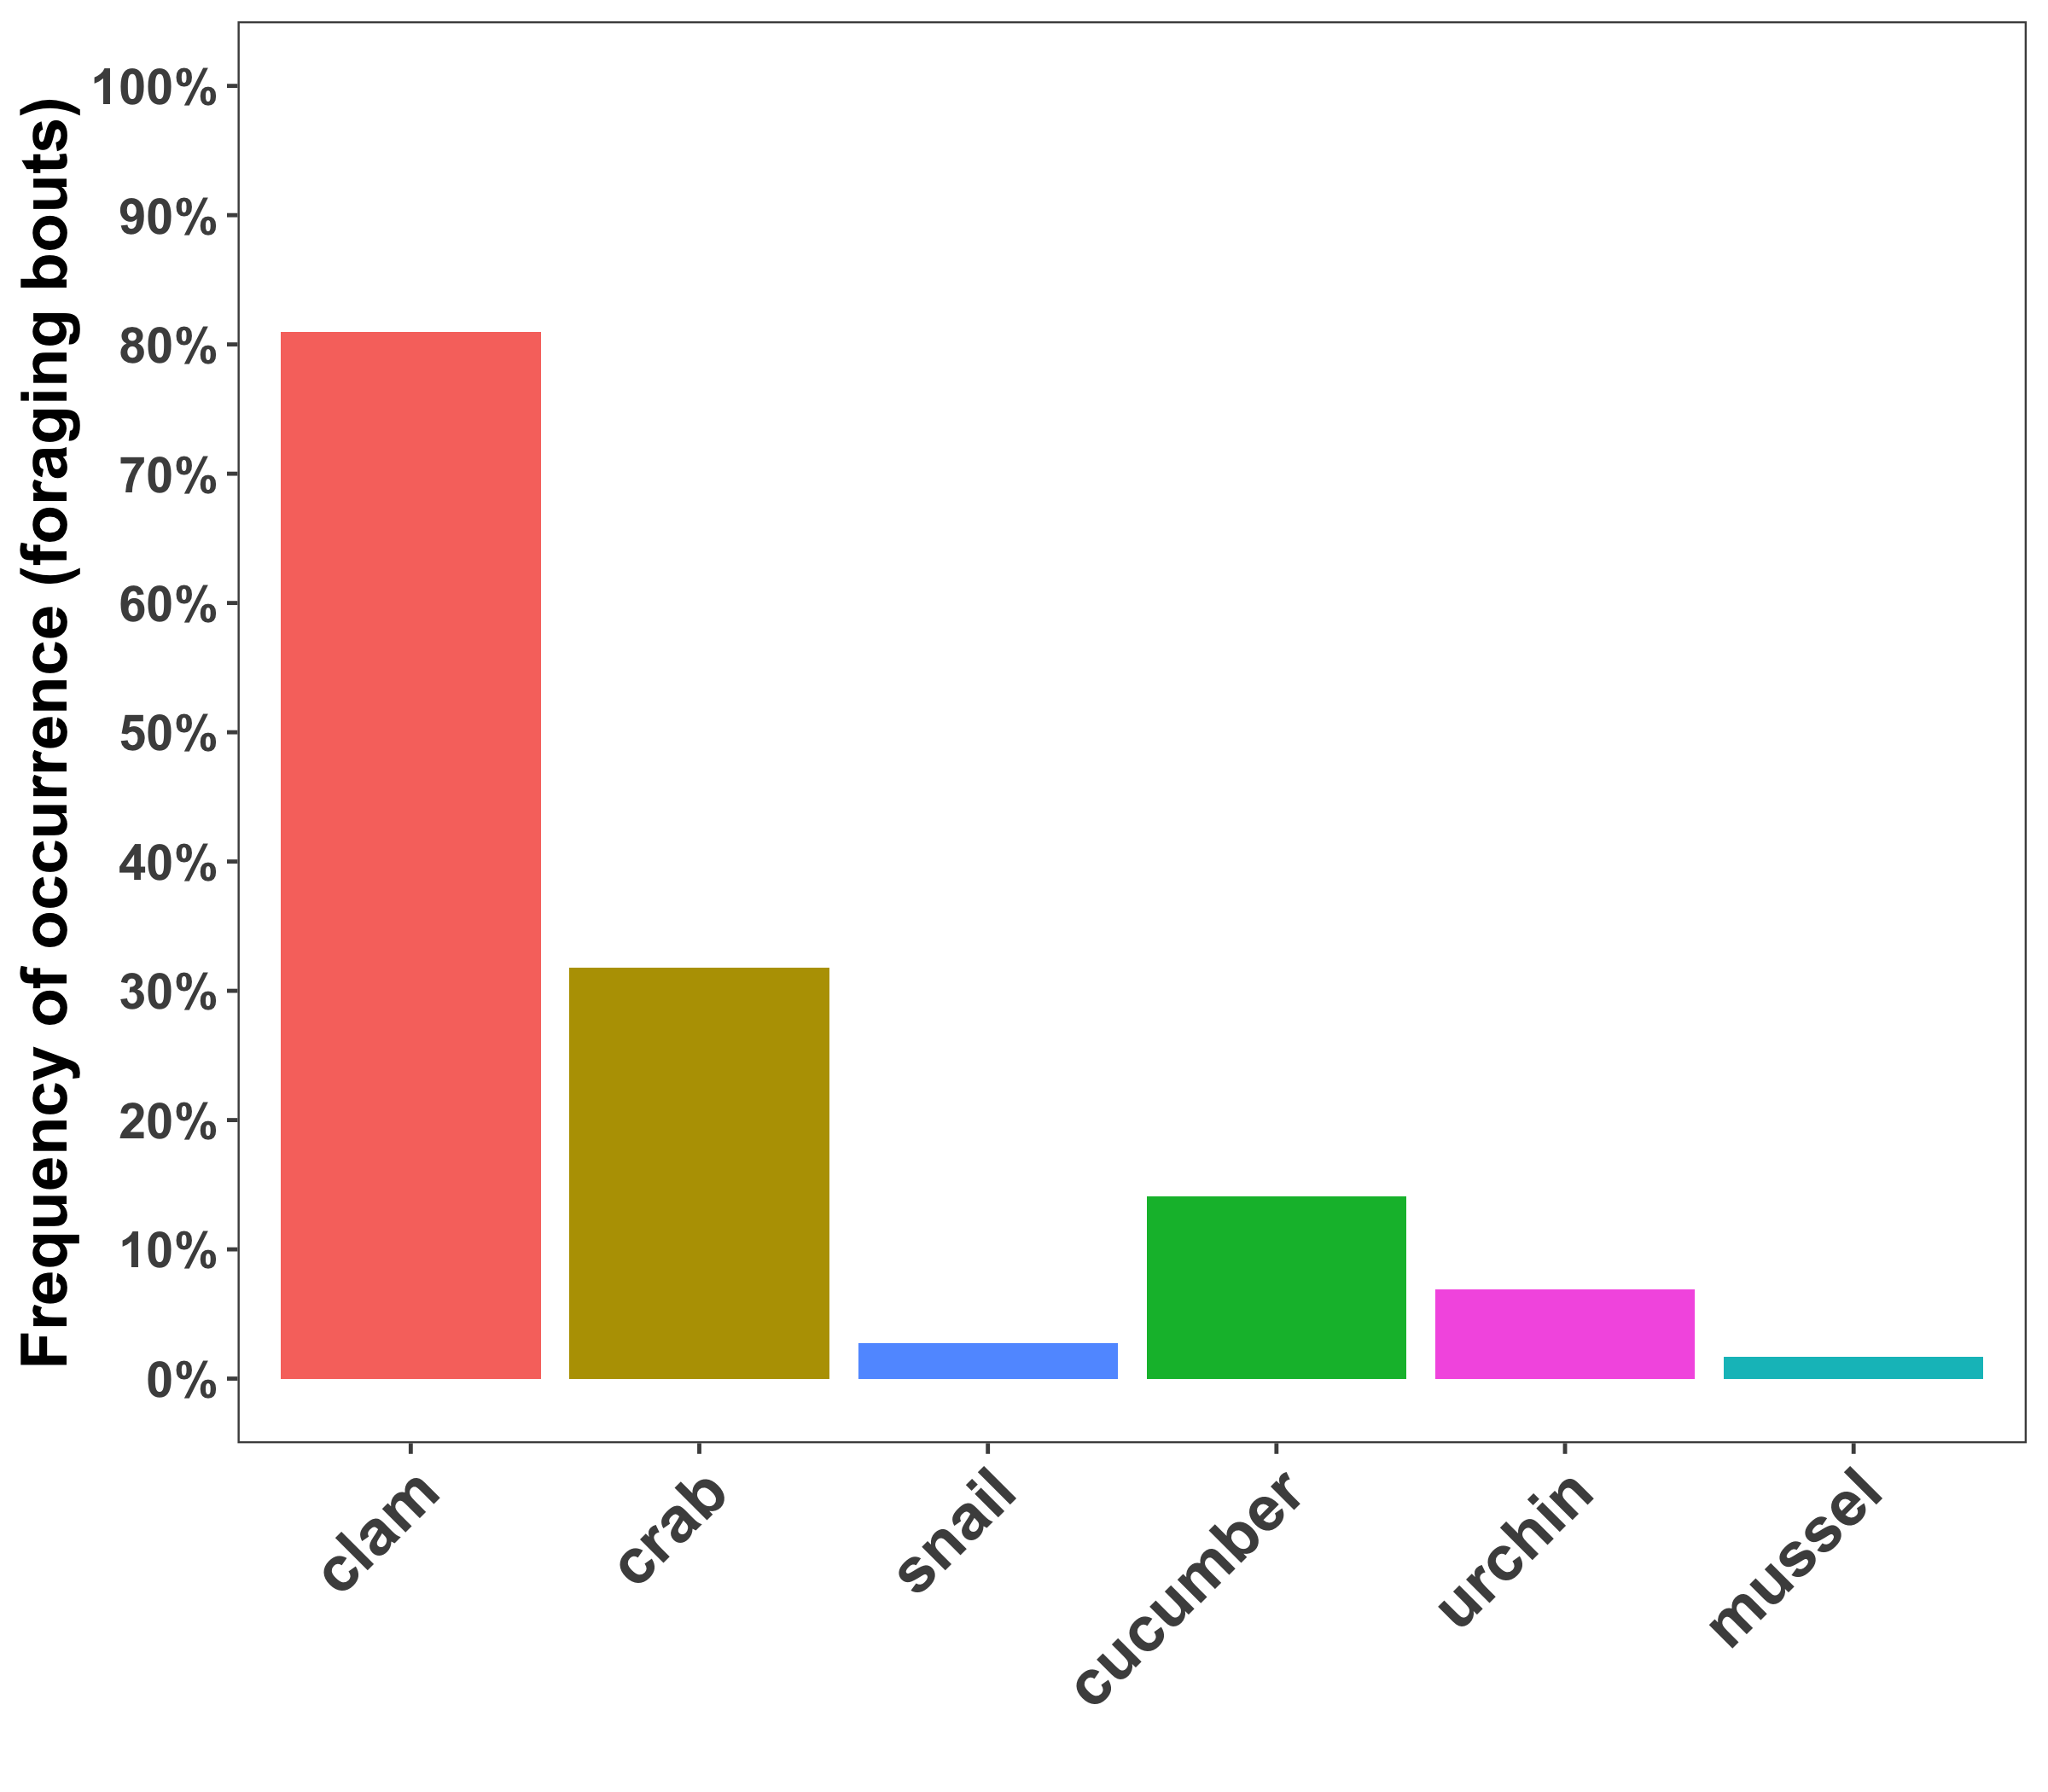 Frequency of occurrence (foraging bouts)
100%
90%
80%
70%
60%
50%
40%
30%
20%
10%
0%
clam
crab
snail
cucumber
urchin
mussel